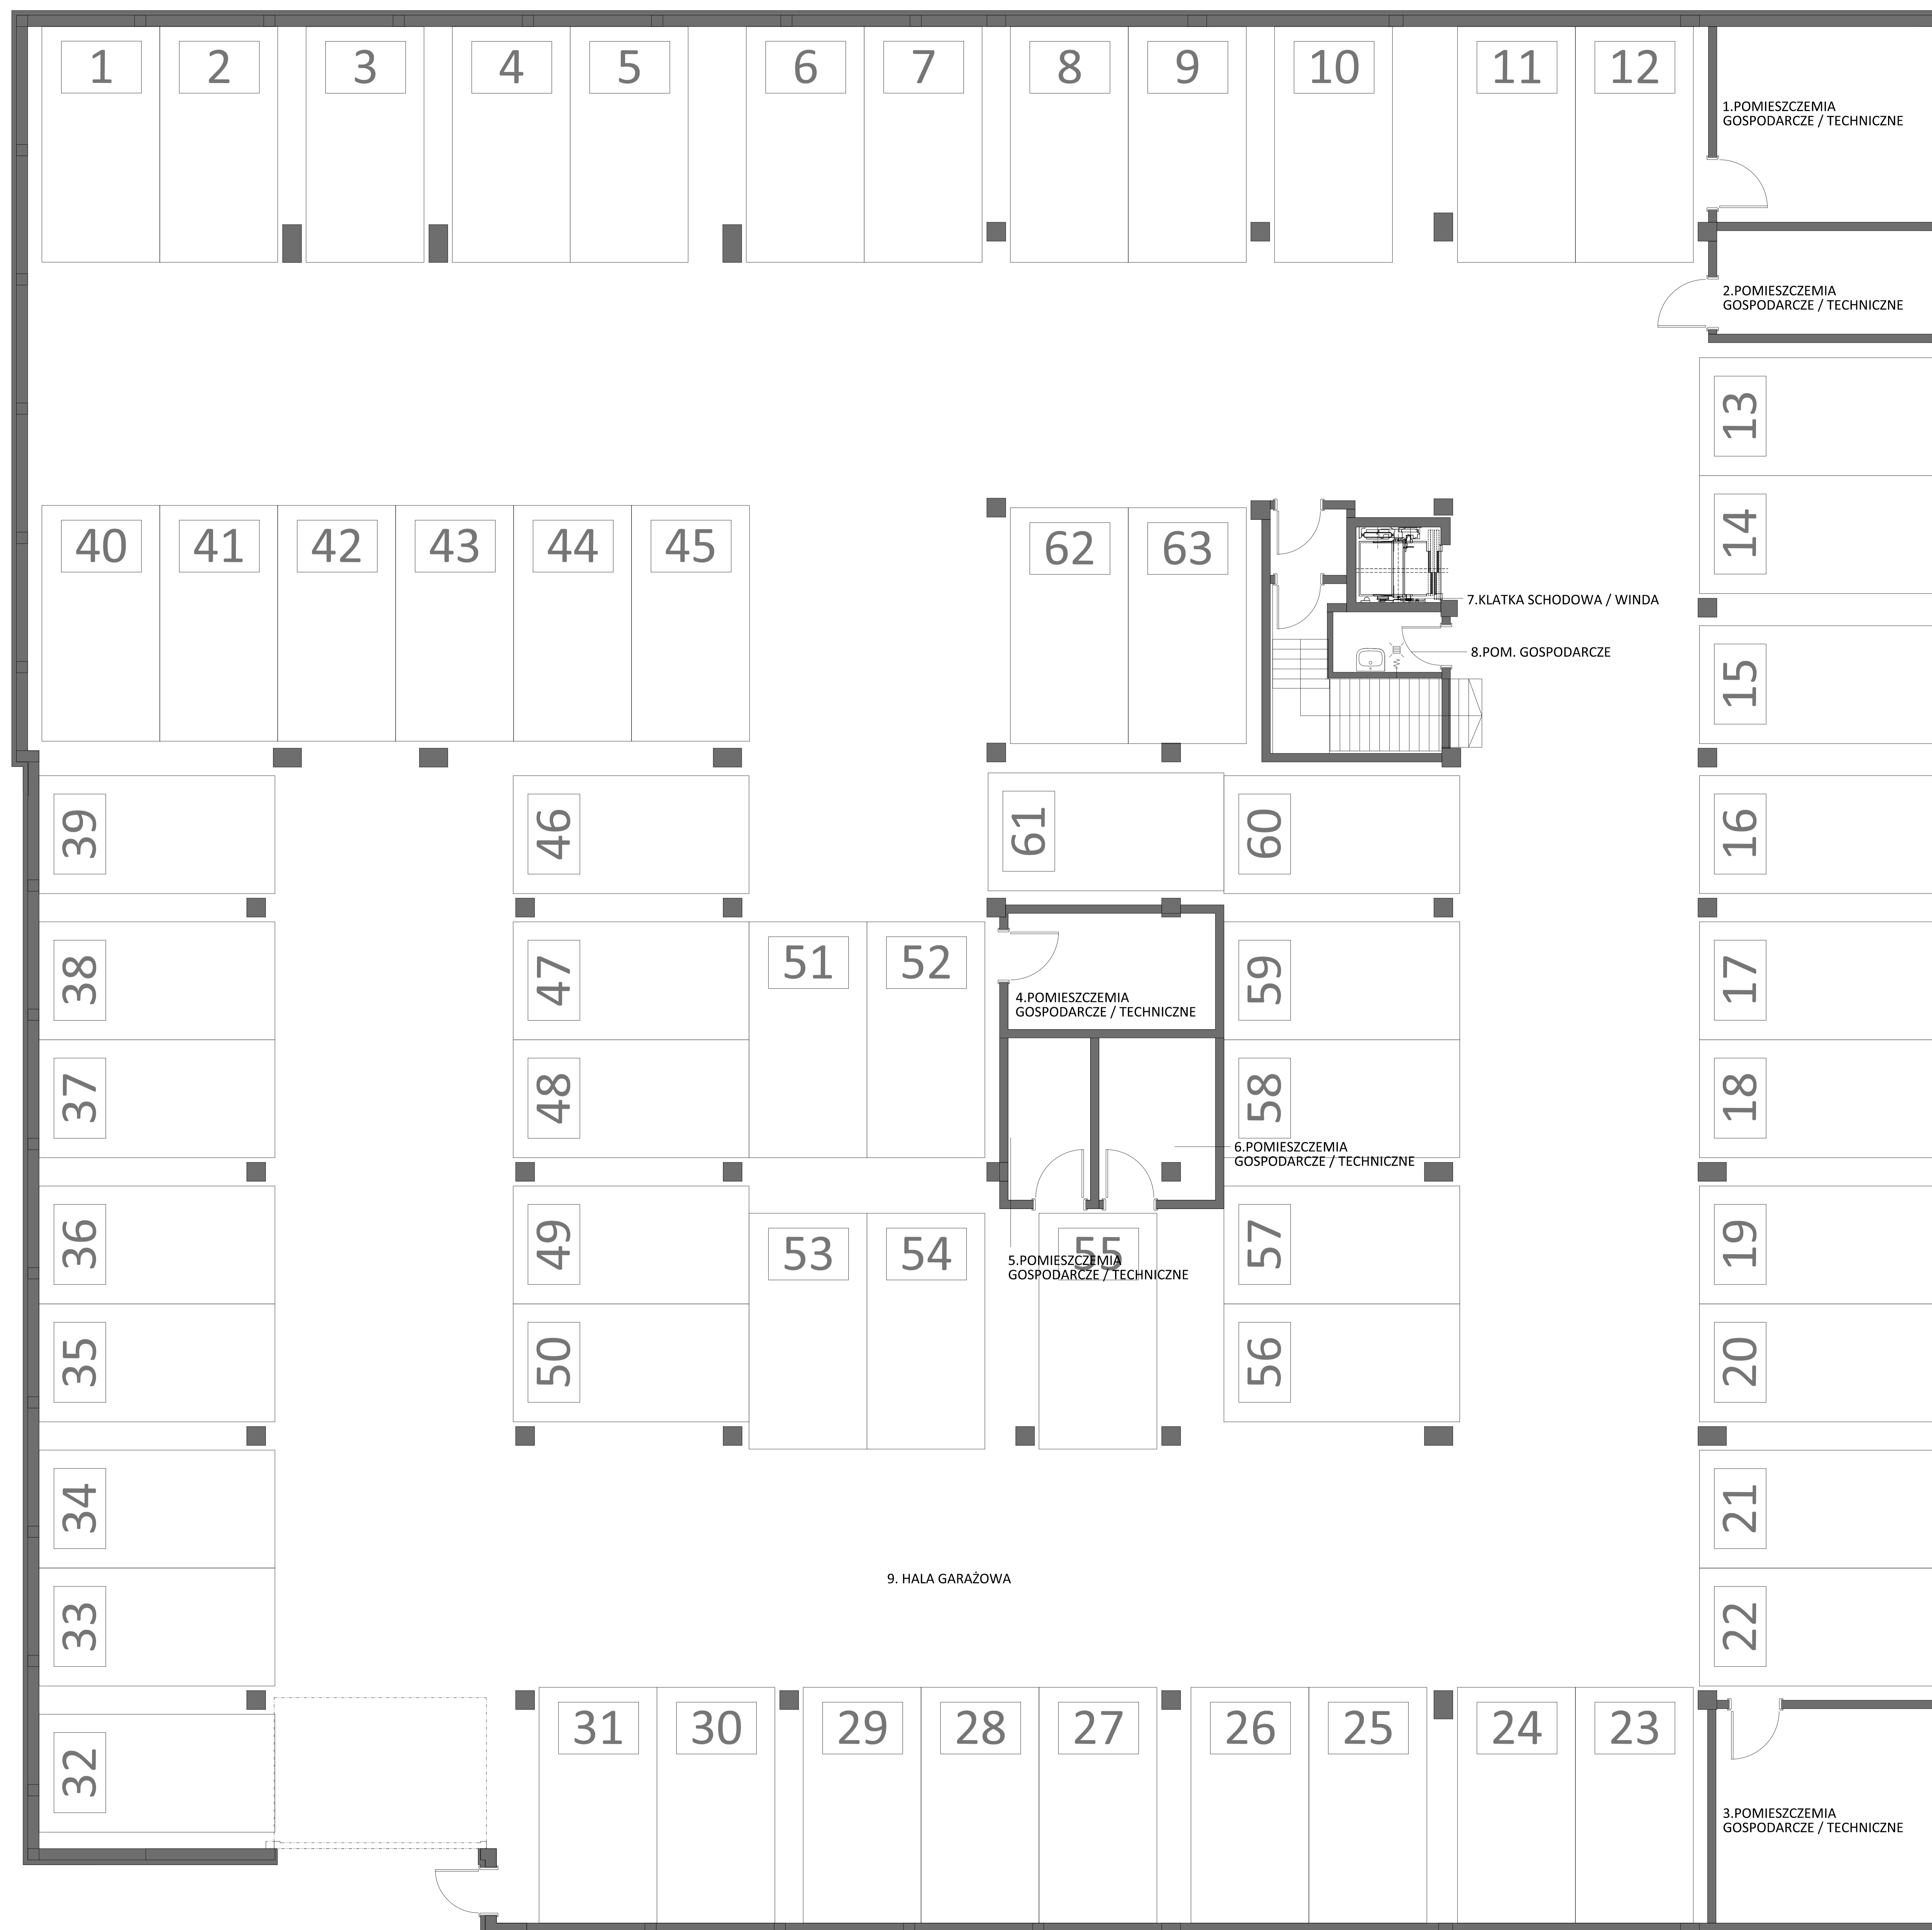 1 2 3 4 5 6 7 8 9 10 11 12
1.POMIESZCZEMIA
GOSPODARCZE / TECHNICZNE
2.POMIESZCZEMIA
GOSPODARCZE / TECHNICZNE
13
14
40 41 42 43 44 45 62 63
7.KLATKA SCHODOWA / WINDA
8.POM. GOSPODARCZE
15
39 46 61 60 16
38 47 51 52 59 17
4.POMIESZCZEMIA
GOSPODARCZE / TECHNICZNE
37 48 58 18
6.POMIESZCZEMIA
GOSPODARCZE / TECHNICZNE
36 49 53 54 55 57 19
5.POMIESZCZEMIA
GOSPODARCZE / TECHNICZNE
35 50 56 20
34 21
9. HALA GARAŻOWA
33 22
31 30 29 28 27 26 25 24 23
32
3.POMIESZCZEMIA
GOSPODARCZE / TECHNICZNE